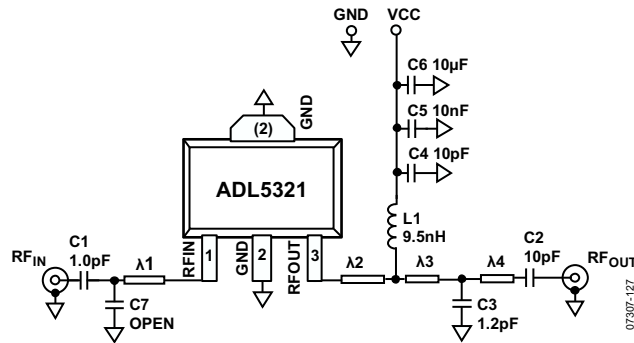 GND VCC
C6 10µF
C5 10nF
C4 10pF
(2)
GND
ADL5321
L1
9.5nH
RFIN
C1
1.0pF
λ1
RFIN
1
GND
2
RFOUT
3
λ2
λ3
λ4
C2
10pF
RFOUT
C7
OPEN
C3
1.2pF
07307-127